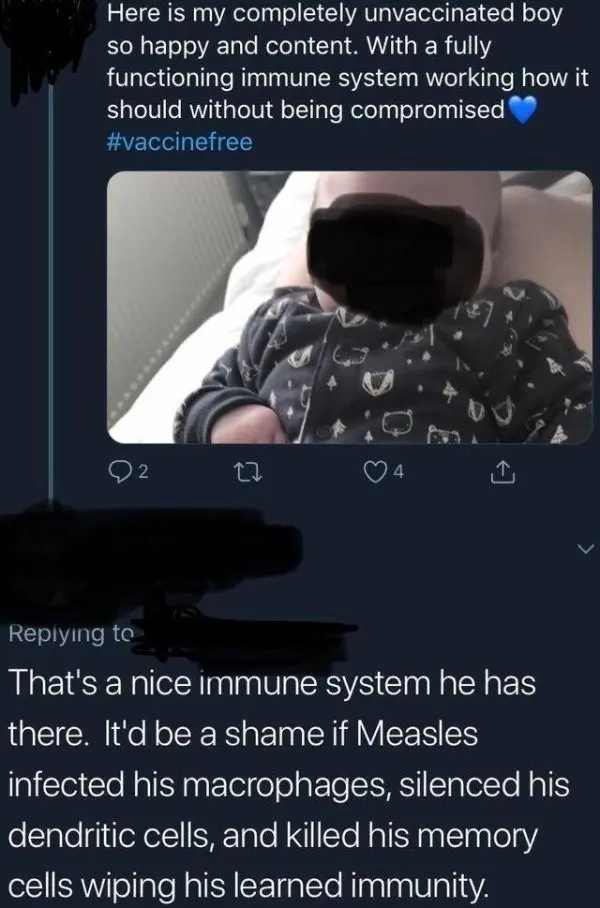 Here is my completely unvaccinated boy
so happy and content. With a fully
functioning immune system working how it
should without being compromised💙
#vaccinefree
2
4
Replying to
That's a nice immune system he has
there. It'd be a shame if Measles
infected his macrophages, silenced his
dendritic cells, and killed his memory
cells wiping his learned immunity.